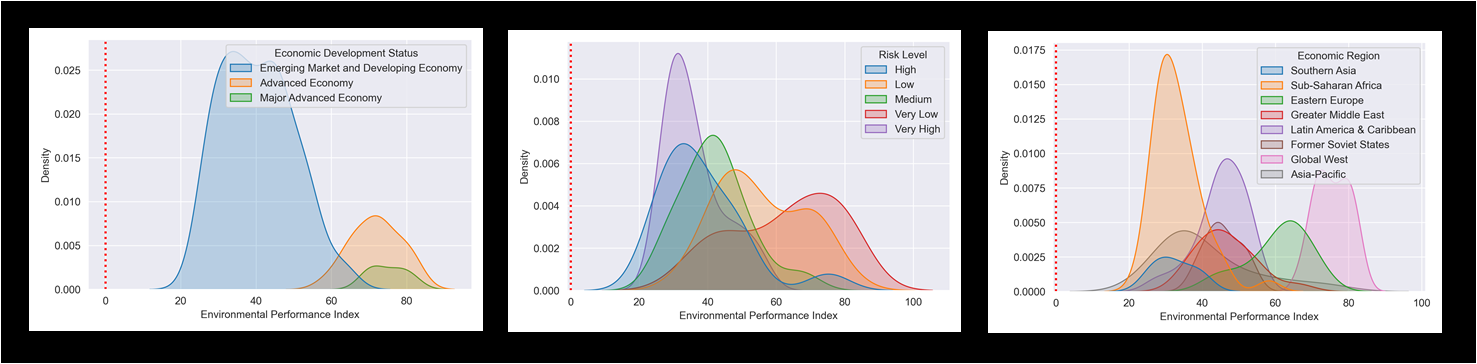 Economic Development Status
Emerging Market and Developing Economy
Advanced Economy
Major Advanced Economy
0.025
0.020
0.015
0.010
0.005
0.000
Density
0
20
40
60
80
Environmental Performance Index
Risk Level
High
Low
Medium
Very Low
Very High
0.010
0.008
0.006
0.004
0.002
0.000
Density
0
20
40
60
80
100
Environmental Performance Index
Economic Region
Southern Asia
Sub-Saharan Africa
Eastern Europe
Greater Middle East
Latin America & Caribbean
Former Soviet States
Global West
Asia-Pacific
0.0175
0.0150
0.0125
0.0100
0.0075
0.0050
0.0025
0.0000
Density
0
20
40
60
80
100
Environmental Performance Index